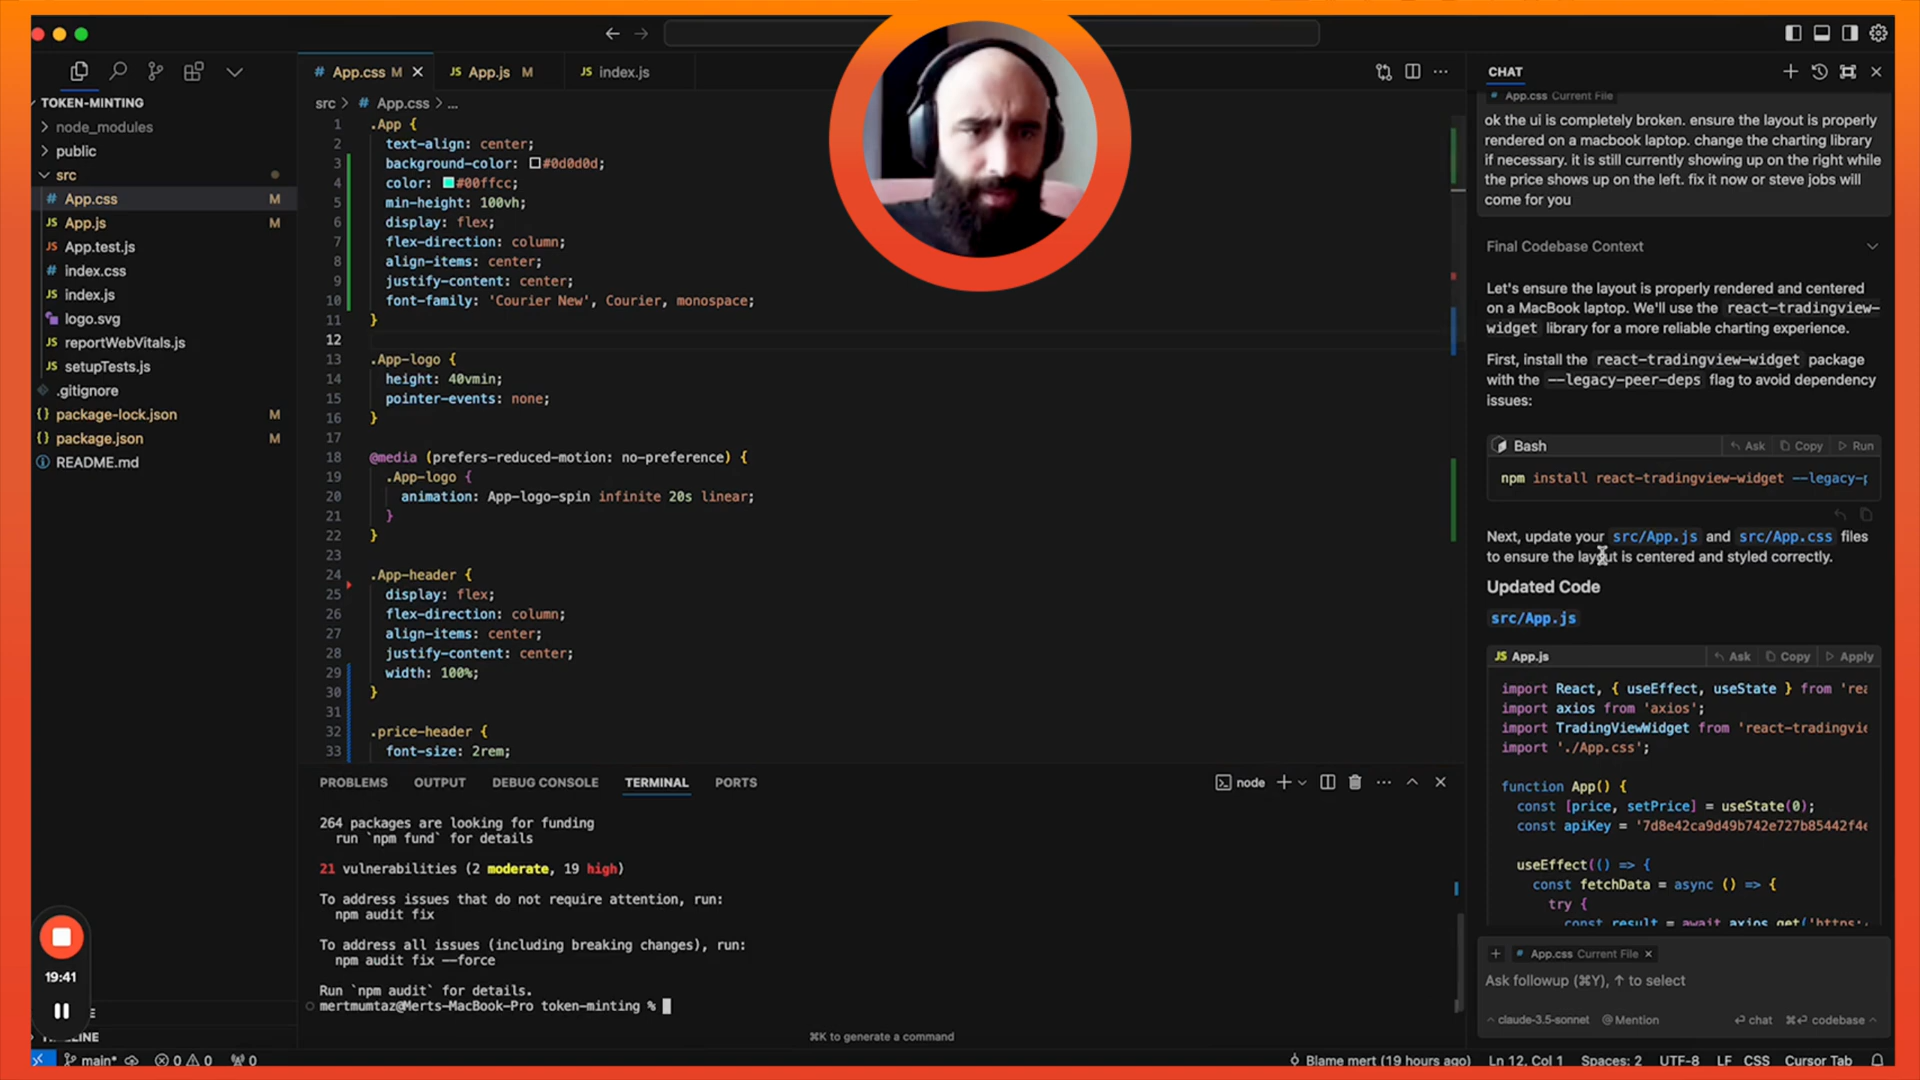 App.css M
App.js M
index.js
CHAT
TOKEN-MINTING
node_modules
public
src
App.css M
App.js M
App.test.js
index.css
index.js
logo.svg
reportWebVitals.js
setupTests.js
.gitignore
package-lock.json M
package.json M
README.md
src > # App.css > ...
1 .App {
2 text-align: center;
3 background-color: #0d0d0d;
4 color: #00ffcc;
5 min-height: 100vh;
6 display: flex;
7 flex-direction: column;
8 align-items: center;
9 justify-content: center;
10 font-family: 'Courier New', Courier, monospace;
11 }
12
13 .App-logo {
14 height: 40vmin;
15 pointer-events: none;
16 }
17
18 @media (prefers-reduced-motion: no-preference) {
19 .App-logo {
20 animation: App-logo-spin infinite 20s linear;
21 }
22 }
23
24 .App-header {
25 display: flex;
26 flex-direction: column;
27 align-items: center;
28 justify-content: center;
29 width: 100%;
30 }
31
32 .price-header {
33 font-size: 2rem;
PROBLEMS OUTPUT DEBUG CONSOLE TERMINAL PORTS
node
264 packages are looking for funding
run `npm fund` for details
21 vulnerabilities (2 moderate, 19 high)
To address issues that do not require attention, run:
npm audit fix
To address all issues (including breaking changes), run:
npm audit fix --force
Run `npm audit` for details.
mertmumtaz@Merts-MacBook-Pro token-minting %
⌘K to generate a command
# App.css Current File
ok the ui is completely broken. ensure the layout is properly
rendered on a macbook laptop. change the charting library
if necessary. it is still currently showing up on the right while
the price shows up on the left. fix it now or steve jobs will
come for you
Final Codebase Context
Let's ensure the layout is properly rendered and centered
on a MacBook laptop. We'll use the react-tradingview-
widget library for a more reliable charting experience.
First, install the react-tradingview-widget package
with the --legacy-peer-deps flag to avoid dependency
issues:
Bash Ask Copy Run
npm install react-tradingview-widget --legacy-p
Next, update your src/App.js and src/App.css files
to ensure the layout is centered and styled correctly.
Updated Code
src/App.js
JS App.js Ask Copy Apply
import React, { useEffect, useState } from 'rea
import axios from 'axios';
import TradingViewWidget from 'react-tradingvie
import './App.css';
function App() {
const [price, setPrice] = useState(0);
const apiKey = '7d8e42ca9d49b742e727b85442f4e
useEffect(() => {
const fetchData = async () => {
try {
const result = await axios.get('https:
+ # App.css Current File ×
Ask followup (⌘Y), ↑ to select
^ claude-3.5-sonnet @Mention
chat
codebase
19:41
main* 0 0 0
Blame mert (19 hours ago) Ln 12, Col 1 Spaces: 2 UTF-8 LF CSS Cursor Tab